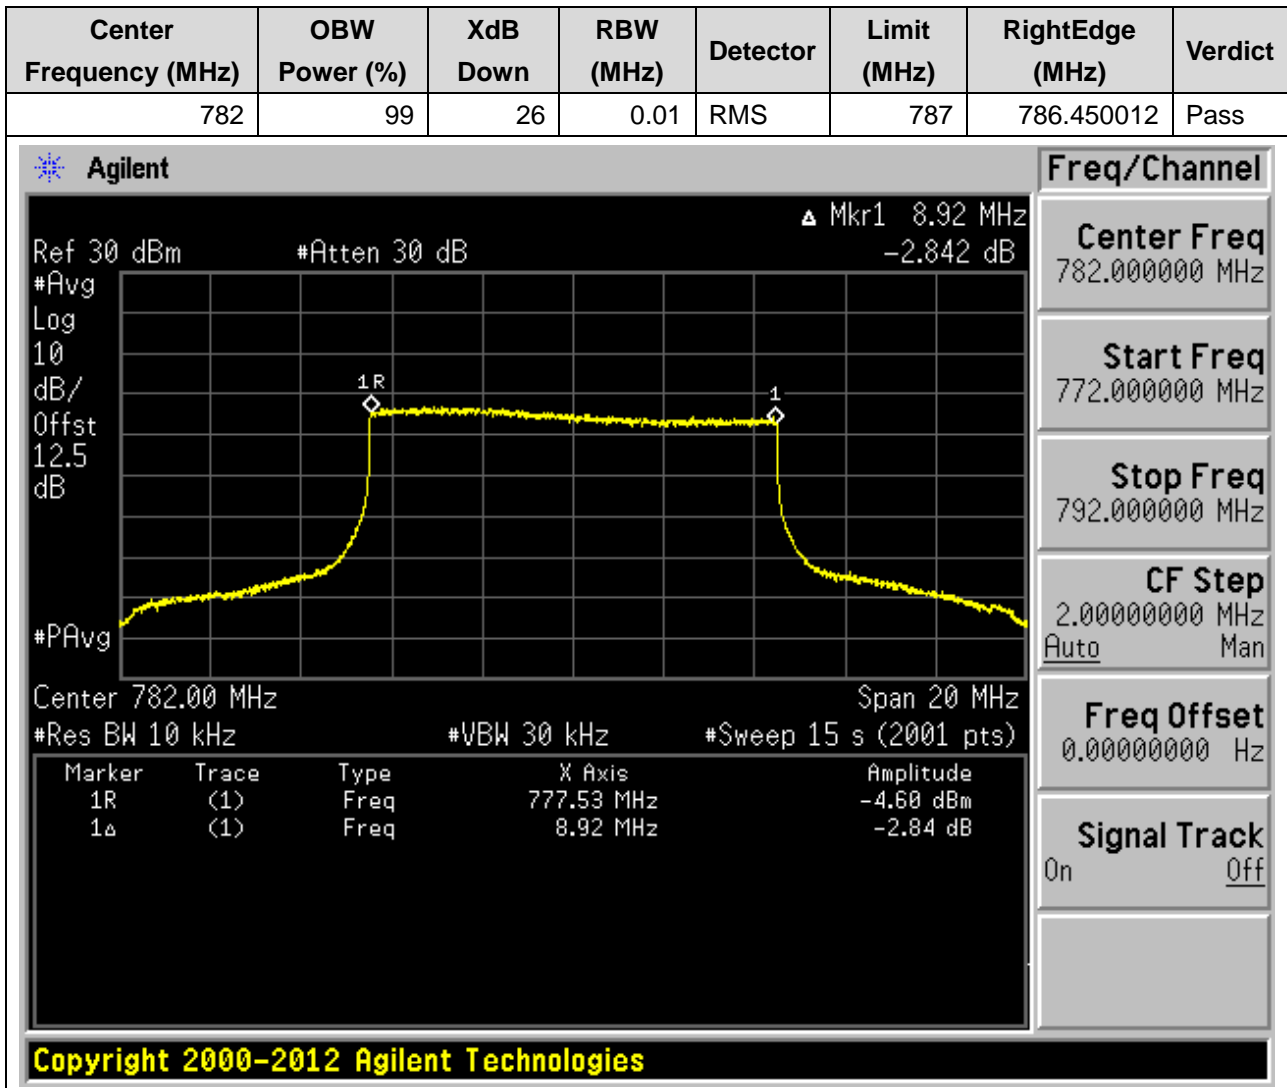 Center Frequency (MHz) OBW Power (%) XdB Down RBW (MHz) Detector Limit (MHz) RightEdge (MHz) Verdict
782 99 26 0.01 RMS 787 786.450012 Pass
Agilent
Freq/Channel
Δ Mkr1 8.92 MHz
Ref 30 dBm #Atten 30 dB -2.842 dB
#Avg
Log
10
dB/
Offst
12.5
dB
1R
1
#PAvg
Center 782.00 MHz Span 20 MHz
#Res BW 10 kHz #VBW 30 kHz #Sweep 15 s (2001 pts)
Marker Trace Type X Axis Amplitude
1R (1) Freq 777.53 MHz -4.60 dBm
1Δ (1) Freq 8.92 MHz -2.84 dB
Center Freq
782.000000 MHz
Start Freq
772.000000 MHz
Stop Freq
792.000000 MHz
CF Step
2.00000000 MHz
Auto Man
Freq Offset
0.00000000 Hz
Signal Track
On Off
Copyright 2000-2012 Agilent Technologies